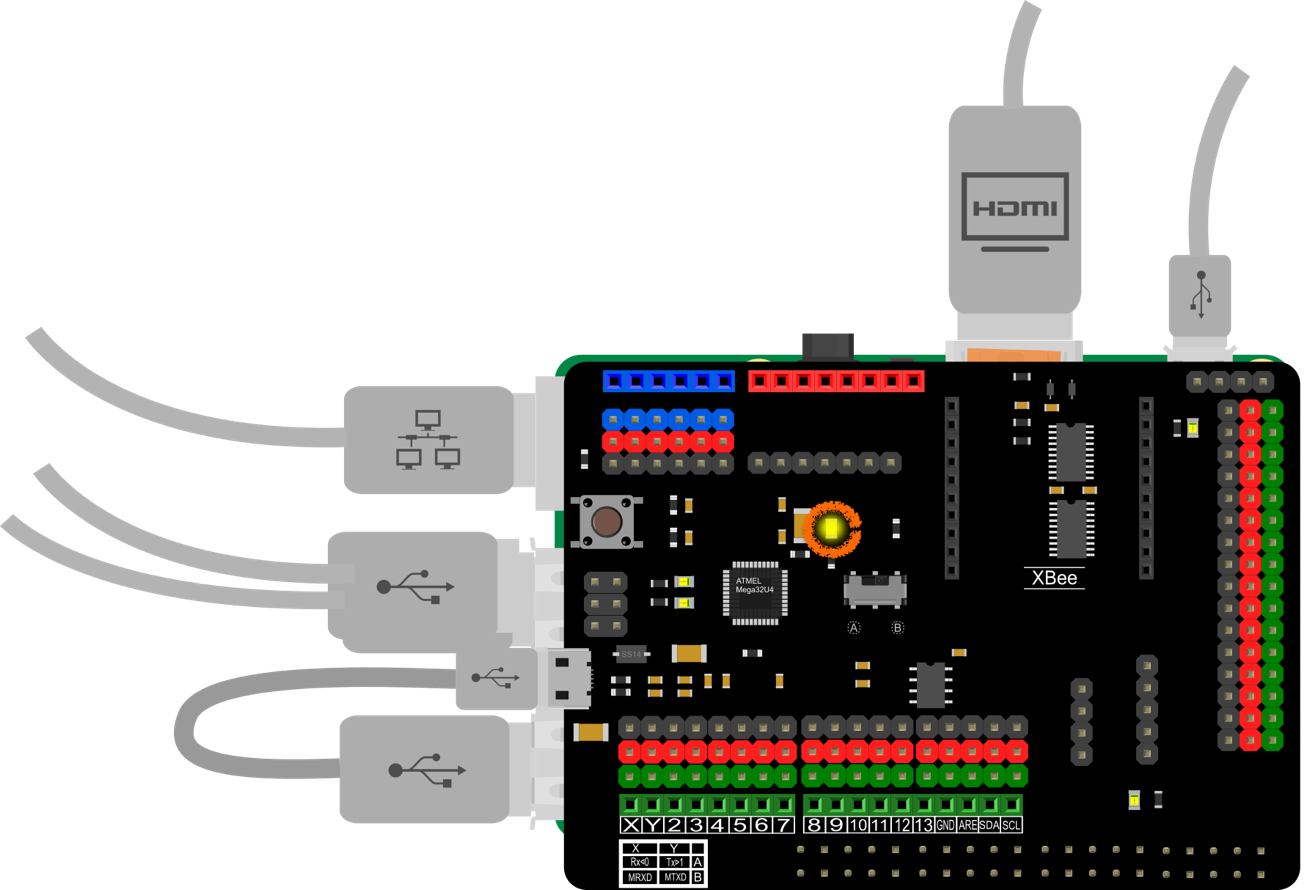 HDMI
XBee
ATMEL
Mega32U4
A B
SS14
X Y 2 3 4 5 6 7 8 9 10 11 12 13 GND ARE SDA SCL
X Y
Rx<0 Tx>1 A
MRXD MTXD B